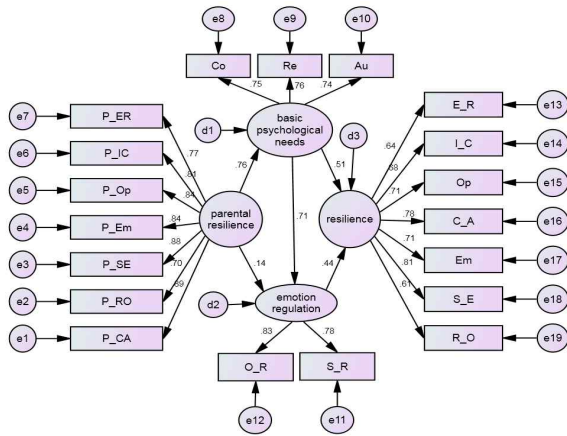 e8
e9
e10
Co
Re
Au
.75
.76
.74
e7
P_ER
d1
basic
psychological
needs
d3
E_R
e13
e6
P_IC
I_C
e14
e5
P_Op
Op
e15
e4
P_Em
C_A
e16
e3
P_SE
Em
e17
e2
P_RO
S_E
e18
e1
P_CA
R_O
e19
.77
.81
.84
.84
.88
.70
.89
parental
resilience
.76
.14
.71
.51
.44
resilience
.64
.68
.71
.78
.71
.81
.61
d2
emotion
regulation
.83
.78
O_R
S_R
e12
e11